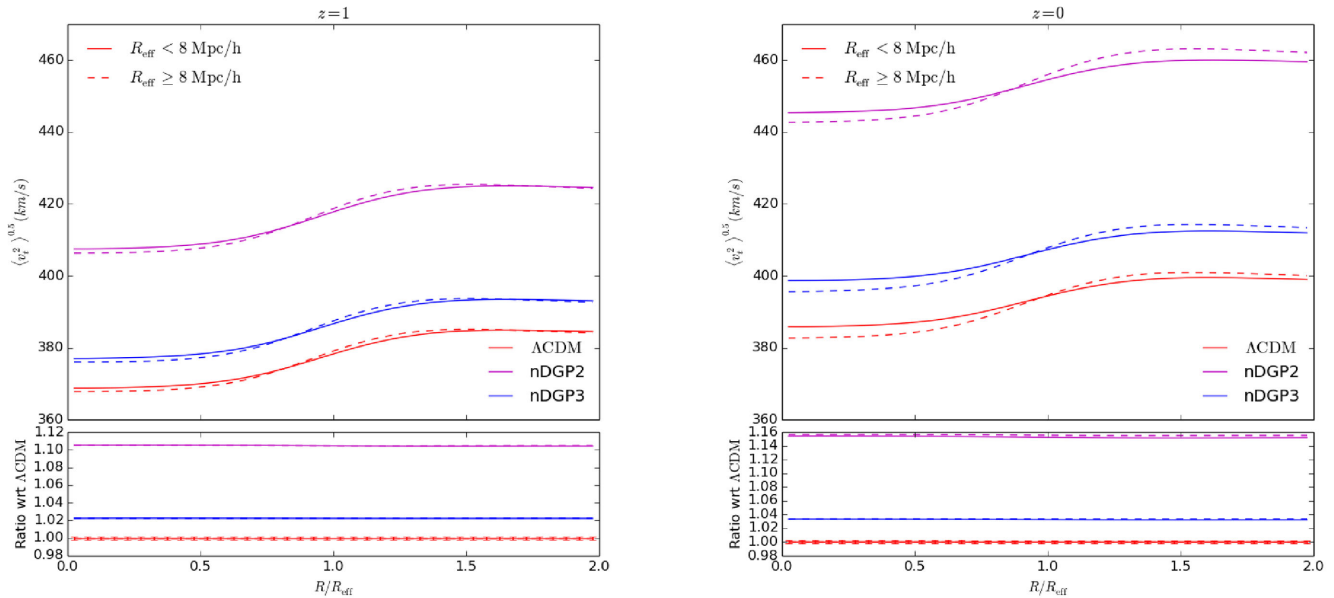 z=1
R_eff < 8 Mpc/h
R_eff ≥ 8 Mpc/h
460
440
420
400
380
360
⟨v_t^2⟩^0.5 (km/s)
ΛCDM
nDGP2
nDGP3
1.12
1.10
1.08
1.06
1.04
1.02
1.00
0.98
Ratio wrt ΛCDM
0.0 0.5 1.0 1.5 2.0
R/R_eff
z=0
R_eff < 8 Mpc/h
R_eff ≥ 8 Mpc/h
460
440
420
400
380
360
⟨v_t^2⟩^0.5 (km/s)
ΛCDM
nDGP2
nDGP3
1.16
1.14
1.12
1.10
1.08
1.06
1.04
1.02
1.00
0.98
Ratio wrt ΛCDM
0.0 0.5 1.0 1.5 2.0
R/R_eff